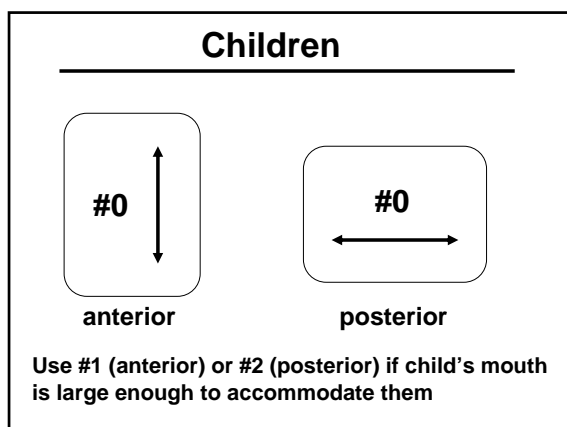 Children
#0
#0
anterior
posterior
Use #1 (anterior) or #2 (posterior) if child's mouth
is large enough to accommodate them